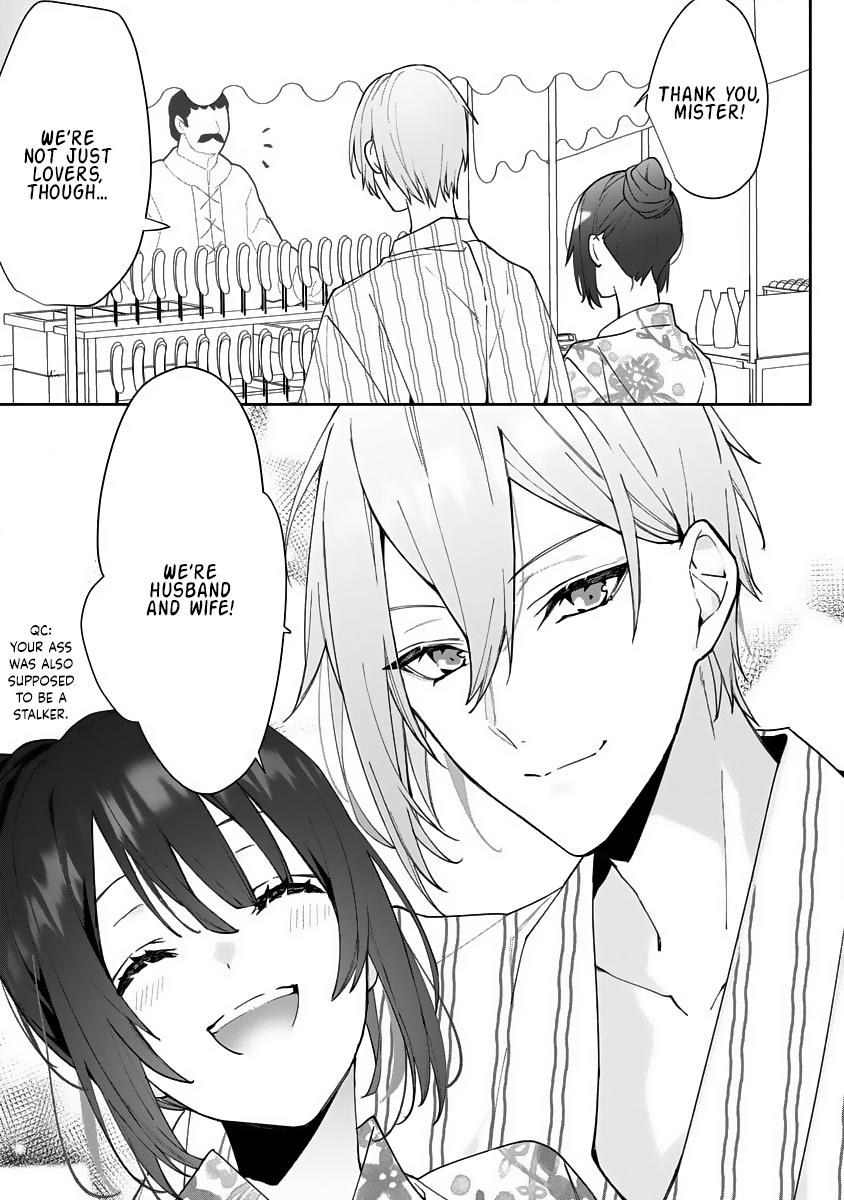 THANK YOU,
MISTER!
WE'RE
NOT JUST
LOVERS,
THOUGH...
WE'RE
HUSBAND
AND WIFE!
QC:
YOUR ASS
WAS ALSO
SUPPOSED
TO BE A
STALKER.